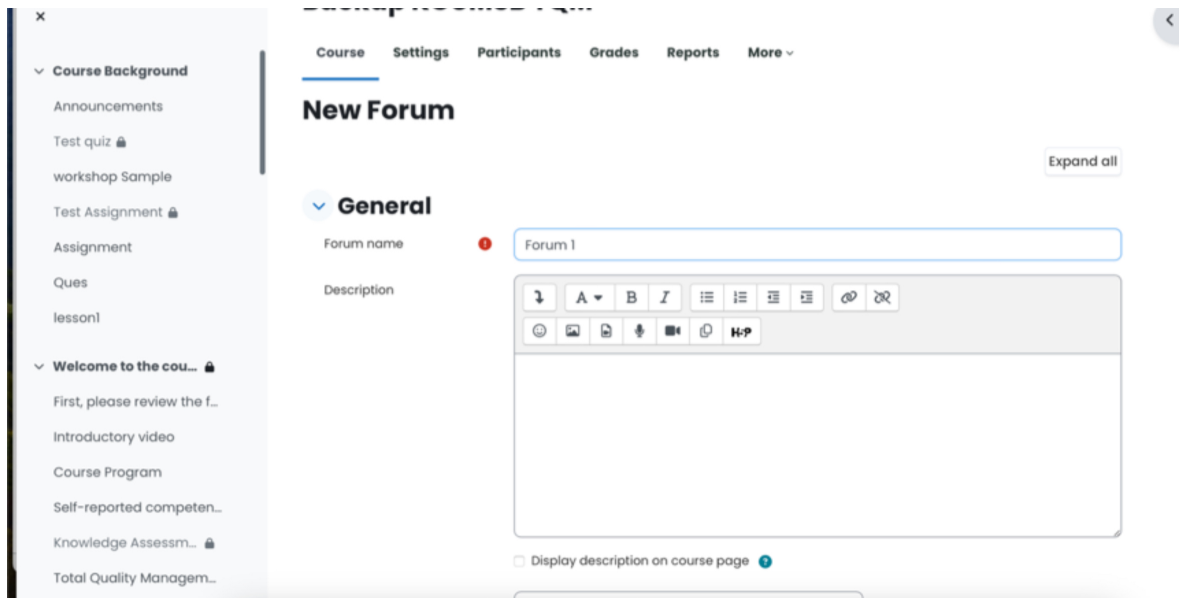 Course Settings Participants Grades Reports More
Course Background
Announcements
Test quiz
workshop Sample
Test Assignment
Assignment
Ques
lesson1
Welcome to the cou...
First, please review the f...
Introductory video
Course Program
Self-reported competen...
Knowledge Assessm...
Total Quality Managem...
New Forum
Expand all
General
Forum name
Forum 1
Description
A B I
H5P
Display description on course page